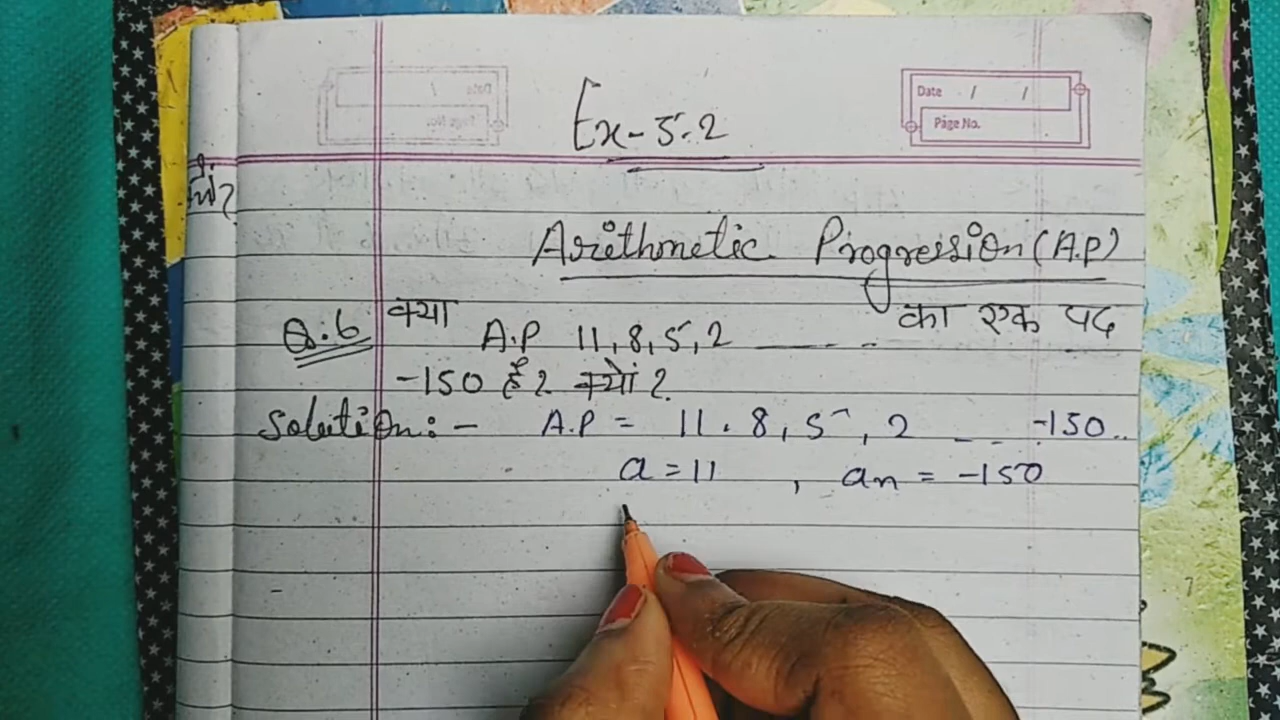 Date / /
Page No.
Ex-5.2
Arithmetic Progression (A.P)
Q.6 क्या A.P 11, 8, 5, 2 ---- का एक पद
-150 है? क्यों?
Solution:- A.P = 11, 8, 5, 2 --- -150..
a = 11 , an = -150